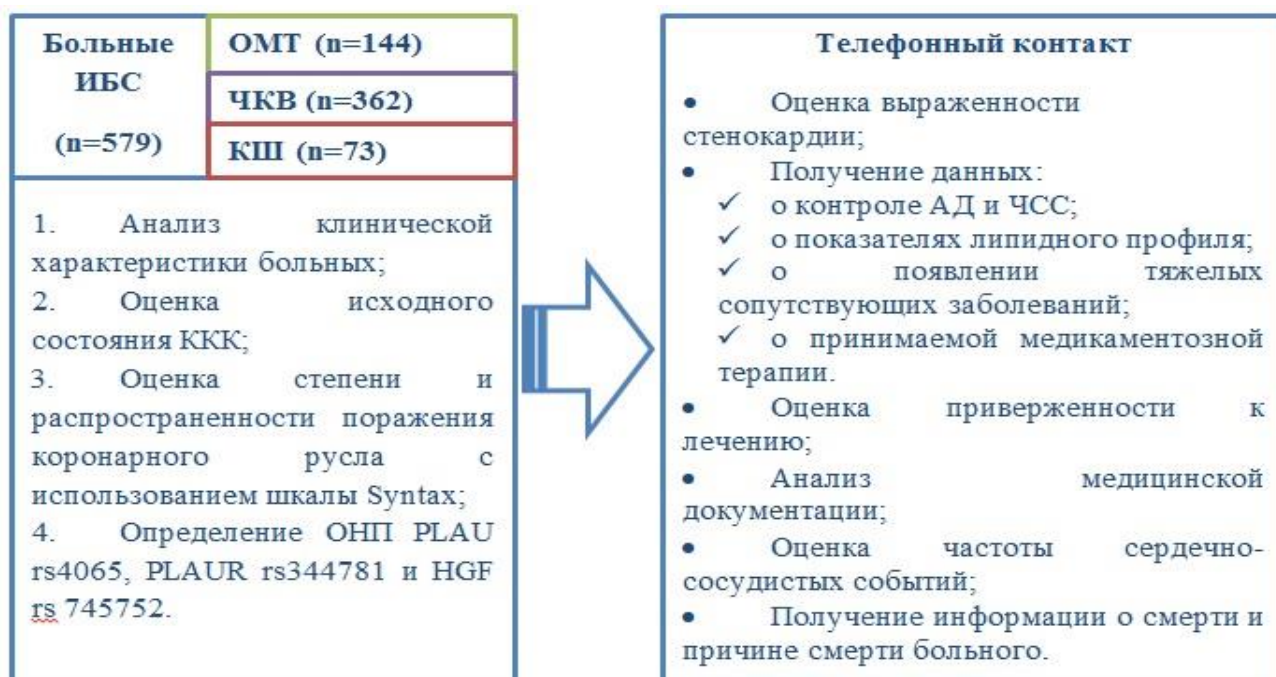 Больные
ИБС
(n=579)
ОМТ (n=144)
ЧКВ (n=362)
КШ (n=73)
1. Анализ клинической
характеристики больных;
2. Оценка исходного
состояния ККК;
3. Оценка степени и
распространенности поражения
коронарного русла с
использованием шкалы Syntax;
4. Определение ОНП PLAU
rs4065, PLAUR rs344781 и HGF
rs 745752.
Телефонный контакт
• Оценка выраженности
стенокардии;
• Получение данных:
✓ о контроле АД и ЧСС;
✓ о показателях липидного профиля;
✓ о появлении тяжелых
сопутствующих заболеваний;
✓ о принимаемой медикаментозной
терапии.
• Оценка приверженности к
лечению;
• Анализ медицинской
документации;
• Оценка частоты сердечно-
сосудистых событий;
• Получение информации о смерти и
причине смерти больного.